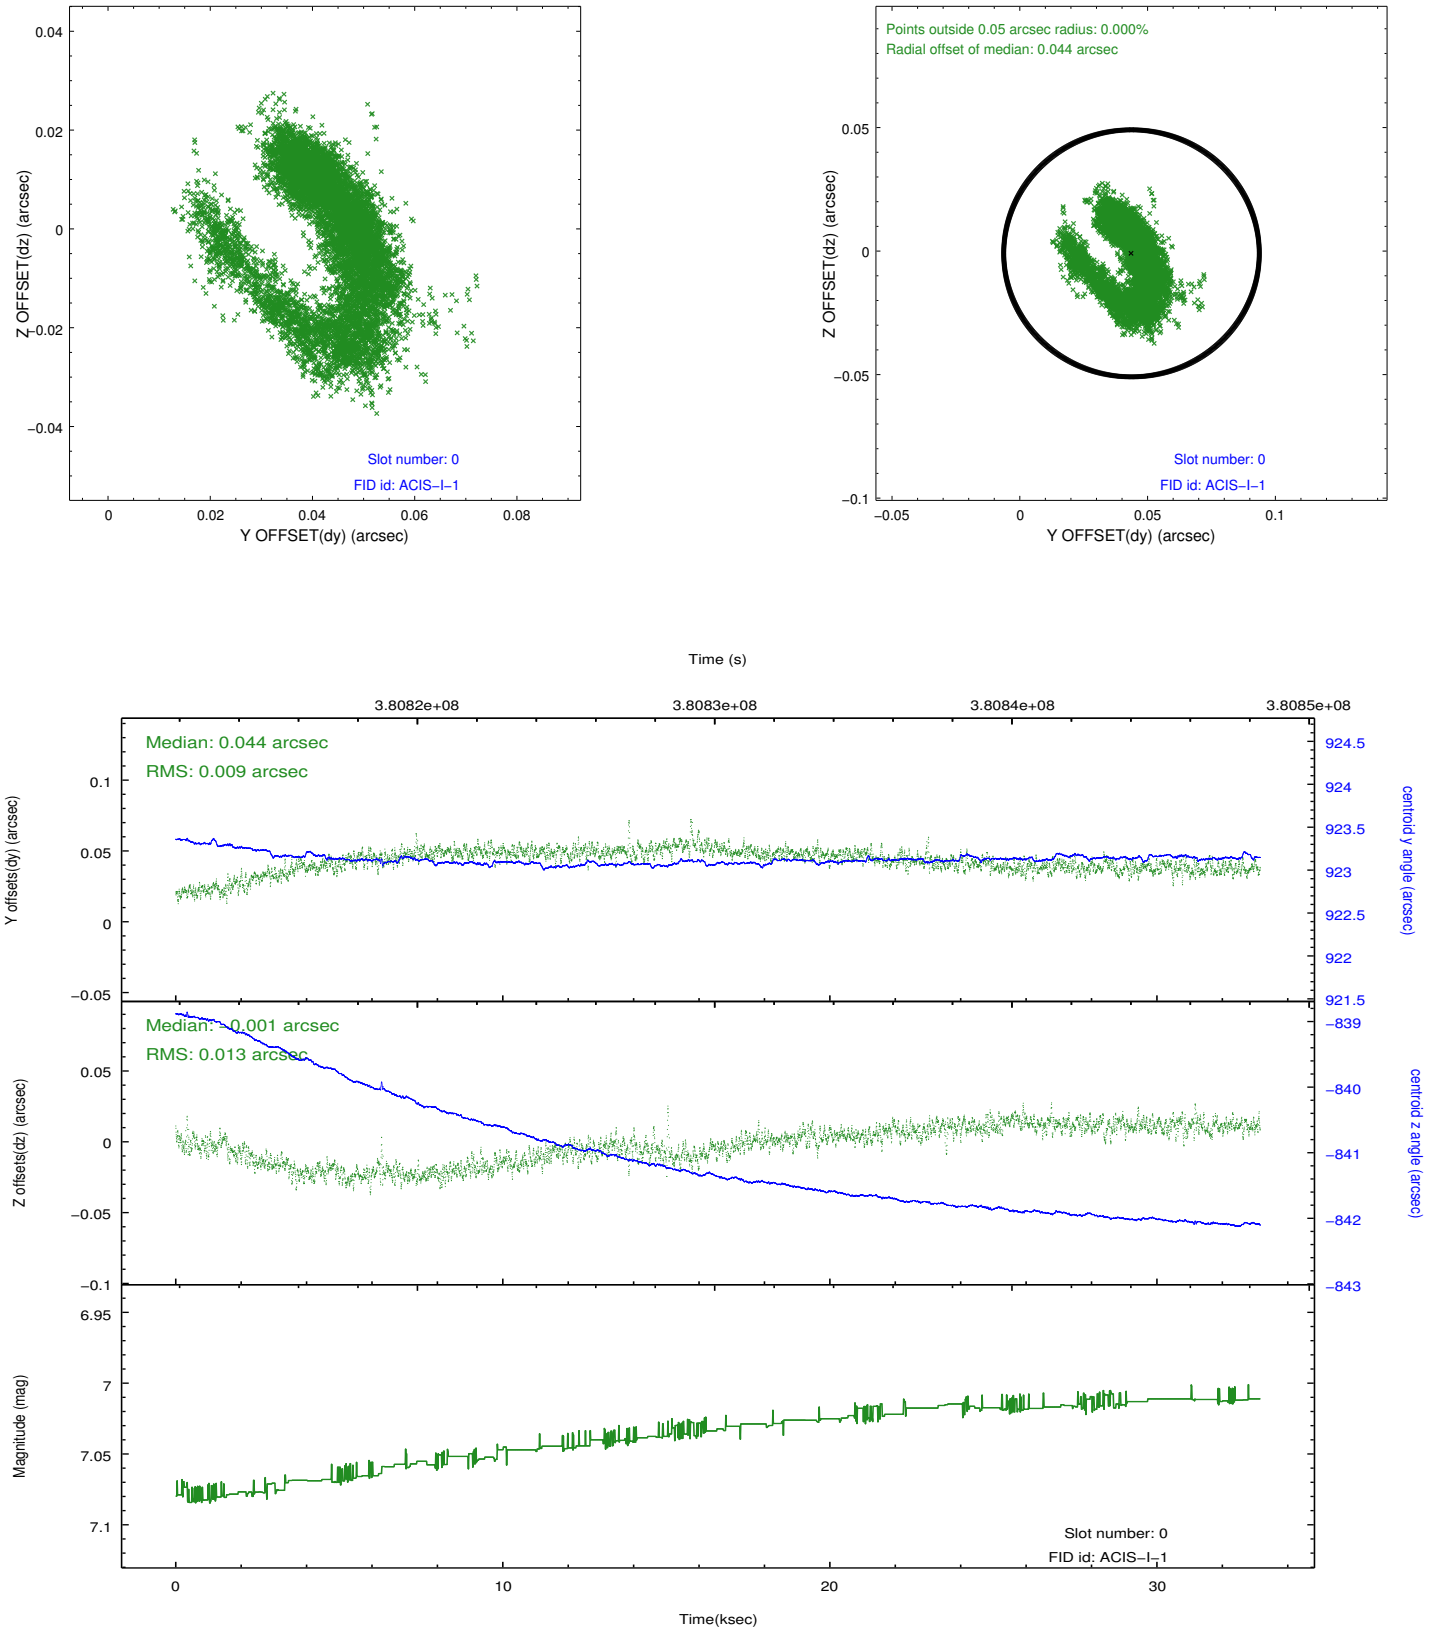 0.04
0.02
0
−0.02
−0.04
Z OFFSET(dz) (arcsec)
Slot number: 0
FID id: ACIS−I−1
0 0.02 0.04 0.06 0.08
Y OFFSET(dy) (arcsec)
Points outside 0.05 arcsec radius: 0.000%
Radial offset of median: 0.044 arcsec
0.05
0
−0.05
−0.1
Z OFFSET(dz) (arcsec)
Slot number: 0
FID id: ACIS−I−1
−0.05 0 0.05 0.1
Y OFFSET(dy) (arcsec)
Time (s)
3.8082e+08 3.8083e+08 3.8084e+08 3.8085e+08
Median: 0.044 arcsec
RMS: 0.009 arcsec
0.1
0.05
0
−0.05
Y offsets(dy) (arcsec)
924.5
924
923.5
923
922.5
922
921.5
centroid y angle (arcsec)
Median: −0.001 arcsec
RMS: 0.013 arcsec
0.05
0
−0.05
−0.1
Z offsets(dz) (arcsec)
−839
−840
−841
−842
−843
centroid z angle (arcsec)
6.95
7
7.05
7.1
Magnitude (mag)
Slot number: 0
FID id: ACIS−I−1
0 10 20 30
Time(ksec)